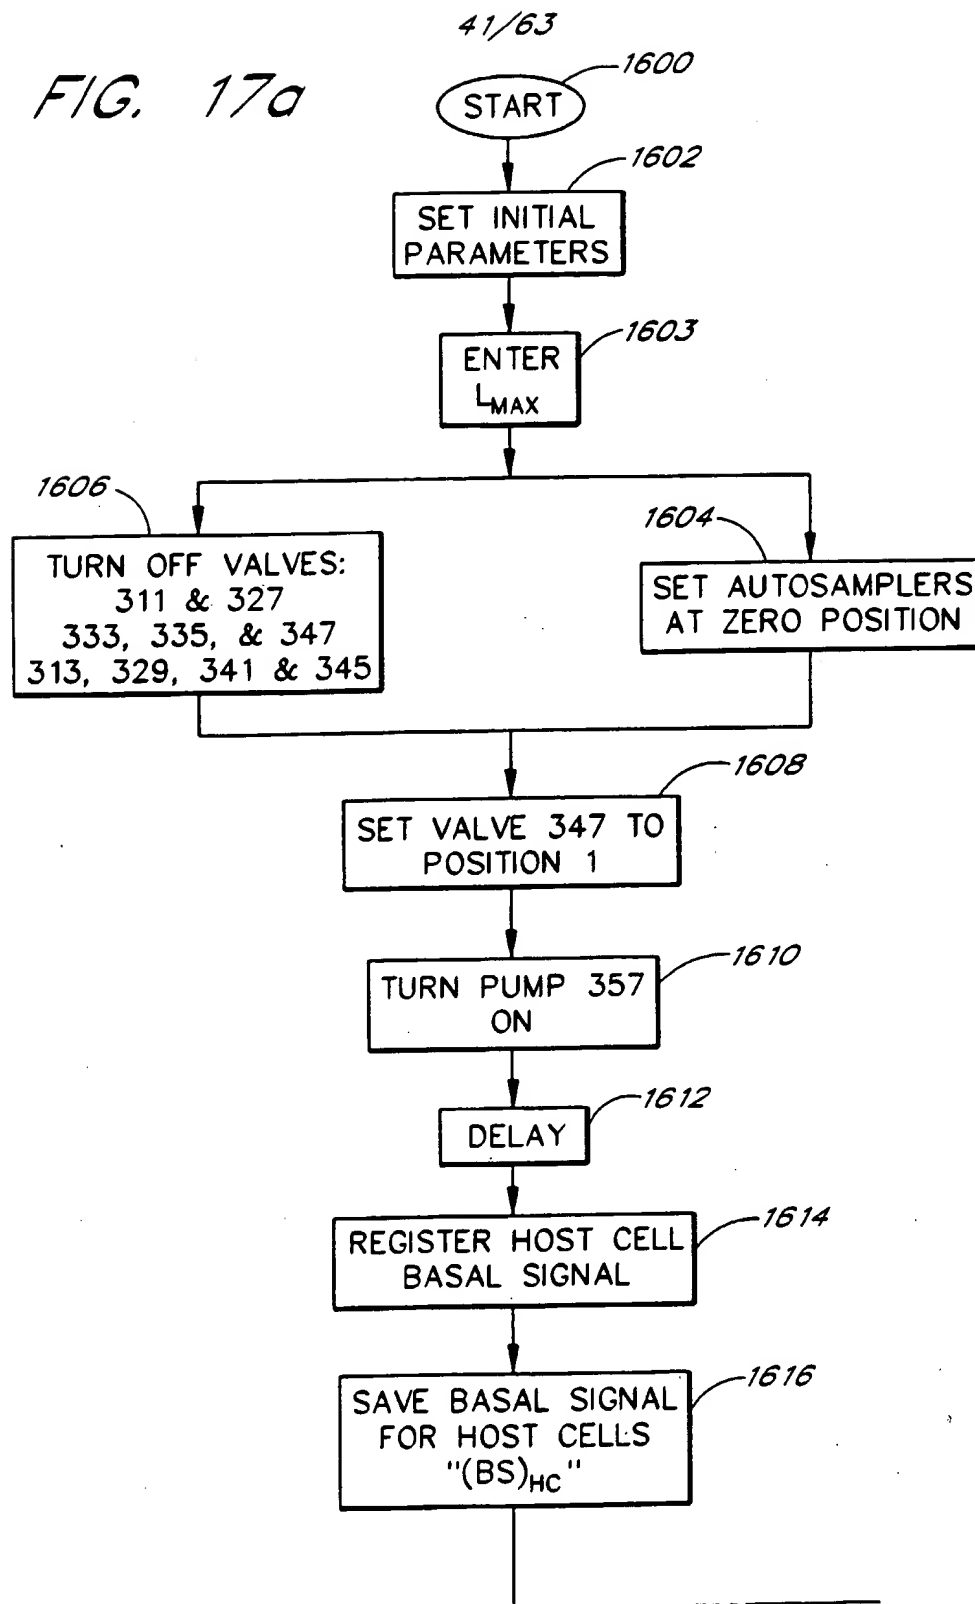 41/63
FIG. 17a
1600
START
1602
SET INITIAL
PARAMETERS
1603
ENTER
LMAX
1606
TURN OFF VALVES:
311 & 327
333, 335, & 347
313, 329, 341 & 345
1604
SET AUTOSAMPLERS
AT ZERO POSITION
1608
SET VALVE 347 TO
POSITION 1
1610
TURN PUMP 357
ON
1612
DELAY
1614
REGISTER HOST CELL
BASAL SIGNAL
1616
SAVE BASAL SIGNAL
FOR HOST CELLS
"(BS)HC"